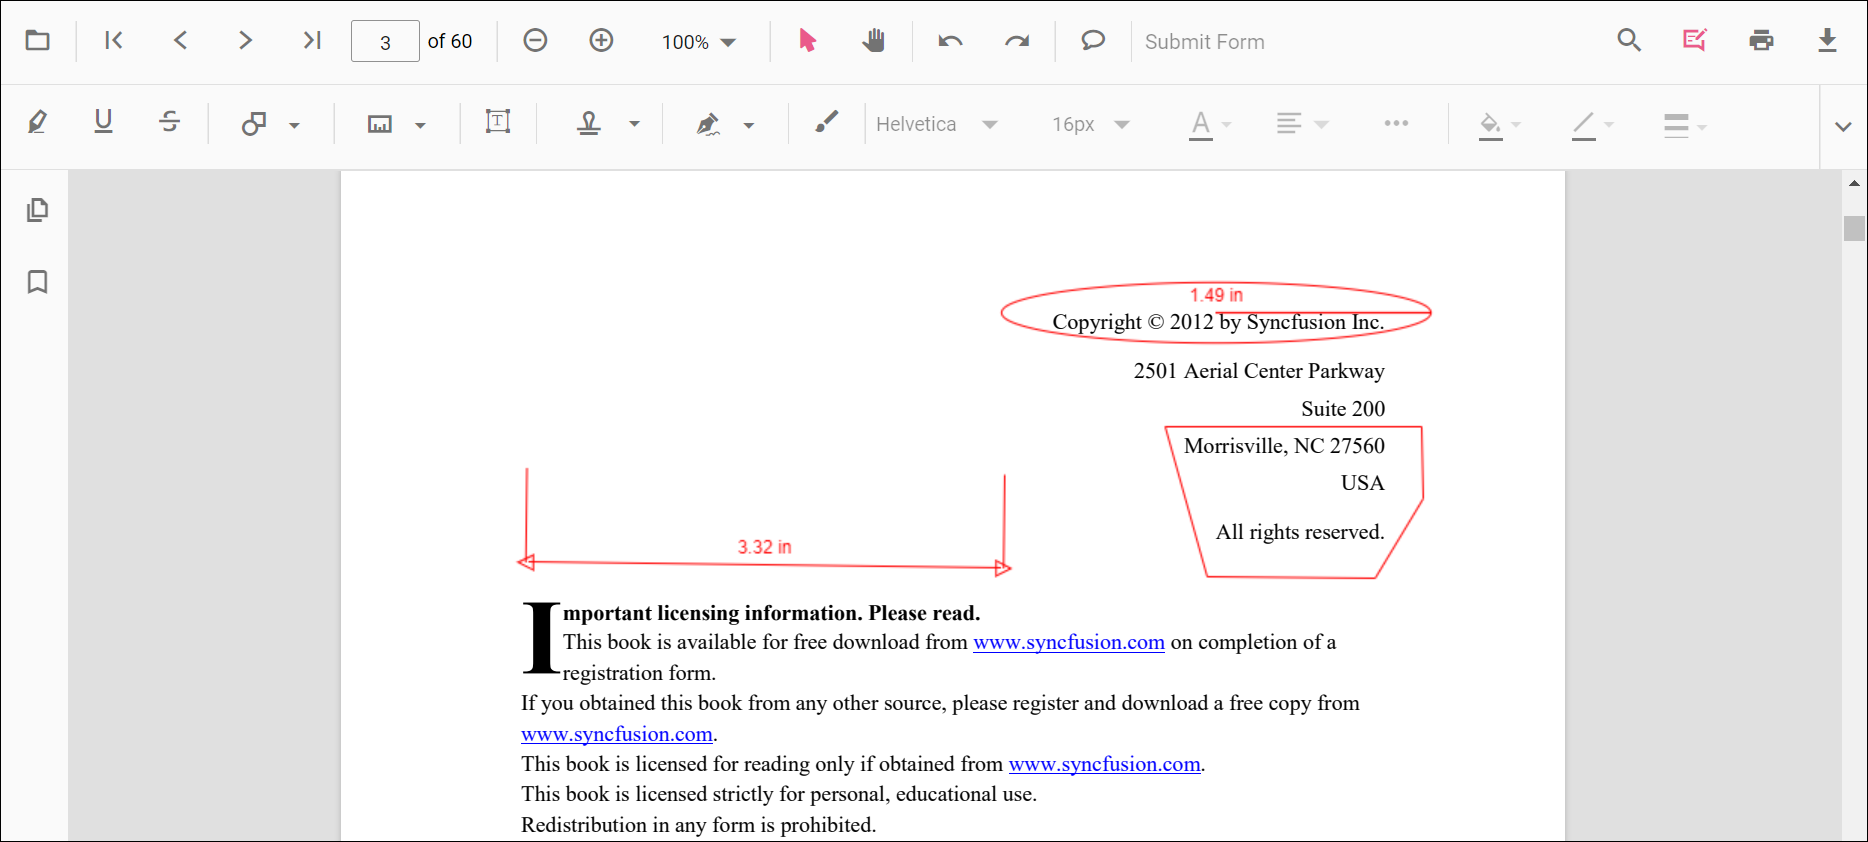 3 of 60 100% Submit Form
Helvetica 16px
1.49 in
Copyright © 2012 by Syncfusion Inc.
2501 Aerial Center Parkway
Suite 200
Morrisville, NC 27560
USA
All rights reserved.
3.32 in
Important licensing information. Please read.
This book is available for free download from www.syncfusion.com on completion of a
registration form.
If you obtained this book from any other source, please register and download a free copy from
www.syncfusion.com.
This book is licensed for reading only if obtained from www.syncfusion.com.
This book is licensed strictly for personal, educational use.
Redistribution in any form is prohibited.